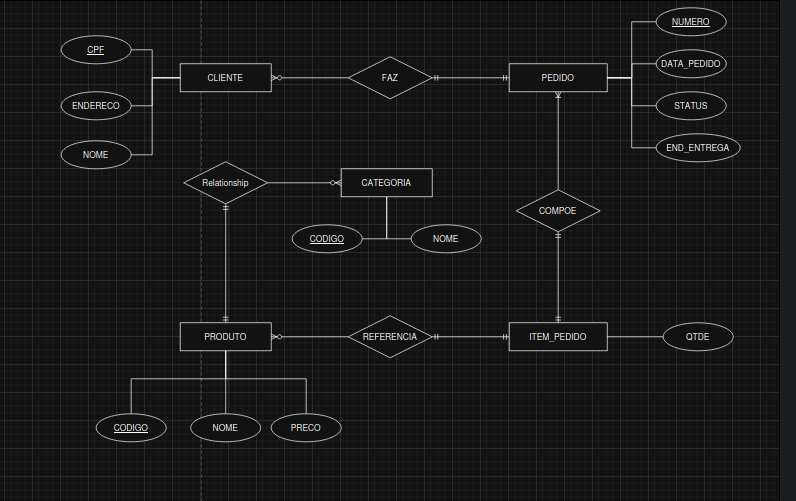 NUMERO
CPF
DATA_PEDIDO
CLIENTE
FAZ
PEDIDO
ENDERECO
STATUS
NOME
END_ENTREGA
Relationship
CATEGORIA
COMPOE
CODIGO
NOME
PRODUTO
REFERENCIA
ITEM_PEDIDO
QTDE
CODIGO
NOME
PRECO